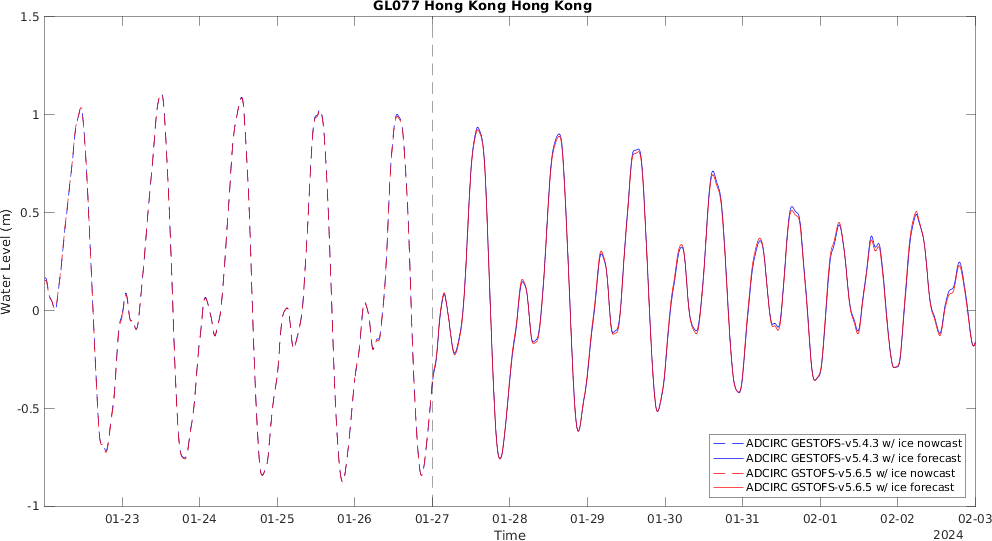 GL077 Hong Kong Hong Kong
Water Level (m)
1.5
1
0.5
0
-0.5
-1
ADCIRC GESTOFS-v5.4.3 w/ ice nowcast
ADCIRC GESTOFS-v5.4.3 w/ ice forecast
ADCIRC GSTOFS-v5.6.5 w/ ice nowcast
ADCIRC GSTOFS-v5.6.5 w/ ice forecast
01-23 01-24 01-25 01-26 01-27 01-28 01-29 01-30 01-31 02-01 02-02 02-03
Time
2024